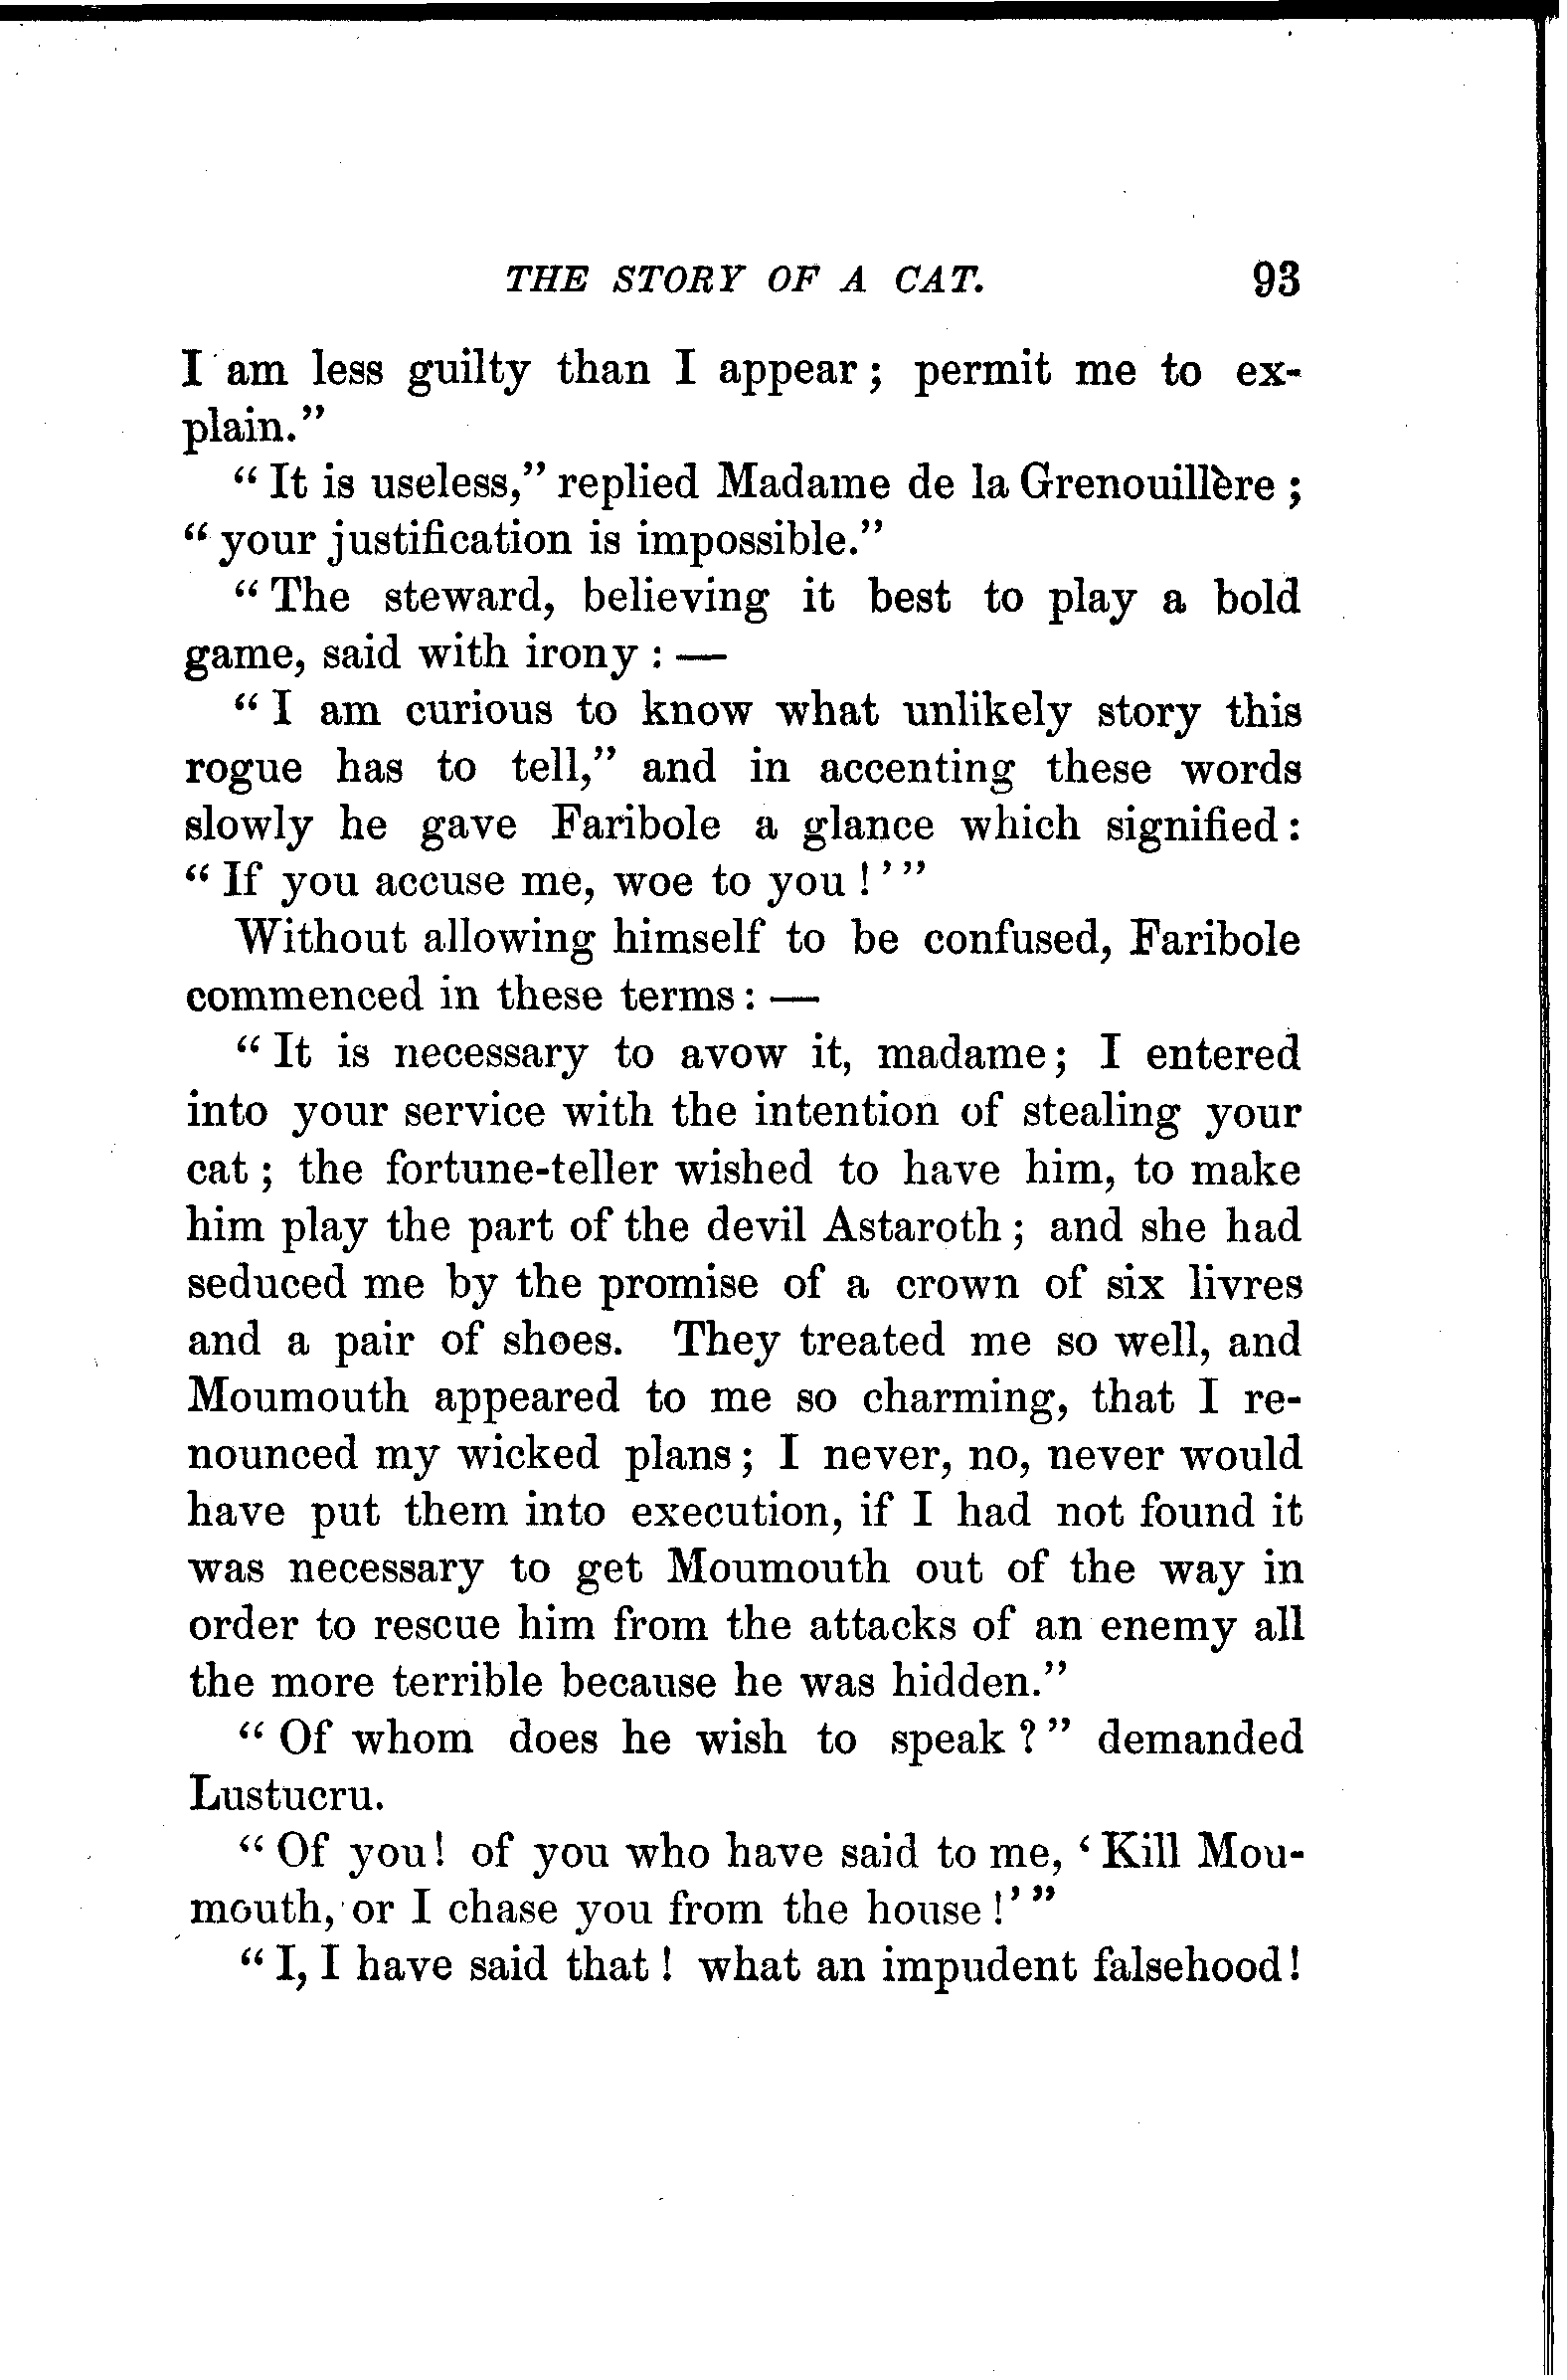 THE STORY OF A CAT. 93
I am less guilty than I appear; permit me to ex-
plain."
"It is useless," replied Madame de la Grenouillère;
"your justification is impossible."
"The steward, believing it best to play a bold
game, said with irony: —
"I am curious to know what unlikely story this
rogue has to tell," and in accenting these words
slowly he gave Faribole a glance which signified:
"If you accuse me, woe to you!'"
Without allowing himself to be confused, Faribole
commenced in these terms: —
"It is necessary to avow it, madame; I entered
into your service with the intention of stealing your
cat; the fortune-teller wished to have him, to make
him play the part of the devil Astaroth; and she had
seduced me by the promise of a crown of six livres
and a pair of shoes. They treated me so well, and
Moumouth appeared to me so charming, that I re-
nounced my wicked plans; I never, no, never would
have put them into execution, if I had not found it
was necessary to get Moumouth out of the way in
order to rescue him from the attacks of an enemy all
the more terrible because he was hidden."
"Of whom does he wish to speak?" demanded
Lustucru.
"Of you! of you who have said to me, 'Kill Mou-
mouth, or I chase you from the house!'"
"I, I have said that! what an impudent falsehood!